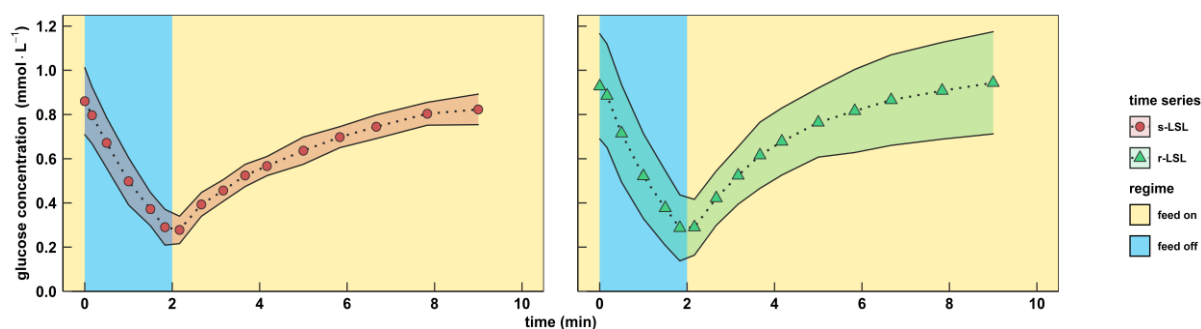 glucose concentration (mmol · L⁻¹)
1.2
1.0
0.8
0.6
0.4
0.2
0.0
0 2 4 6 8 10
0 2 4 6 8 10
time (min)
time series
s-LSL
r-LSL
regime
feed on
feed off